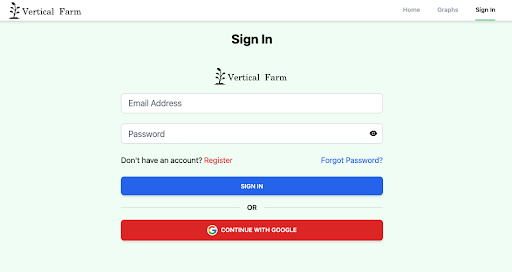 Vertical Farm
Home Graphs Sign In
Sign In
Vertical Farm
Email Address
Password
Don't have an account? Register Forgot Password?
SIGN IN
OR
CONTINUE WITH GOOGLE